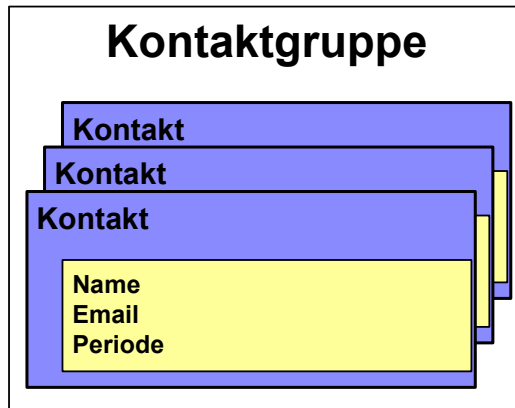 Kontaktgruppe
Kontakt
Kontakt
Kontakt
Name
Email
Periode